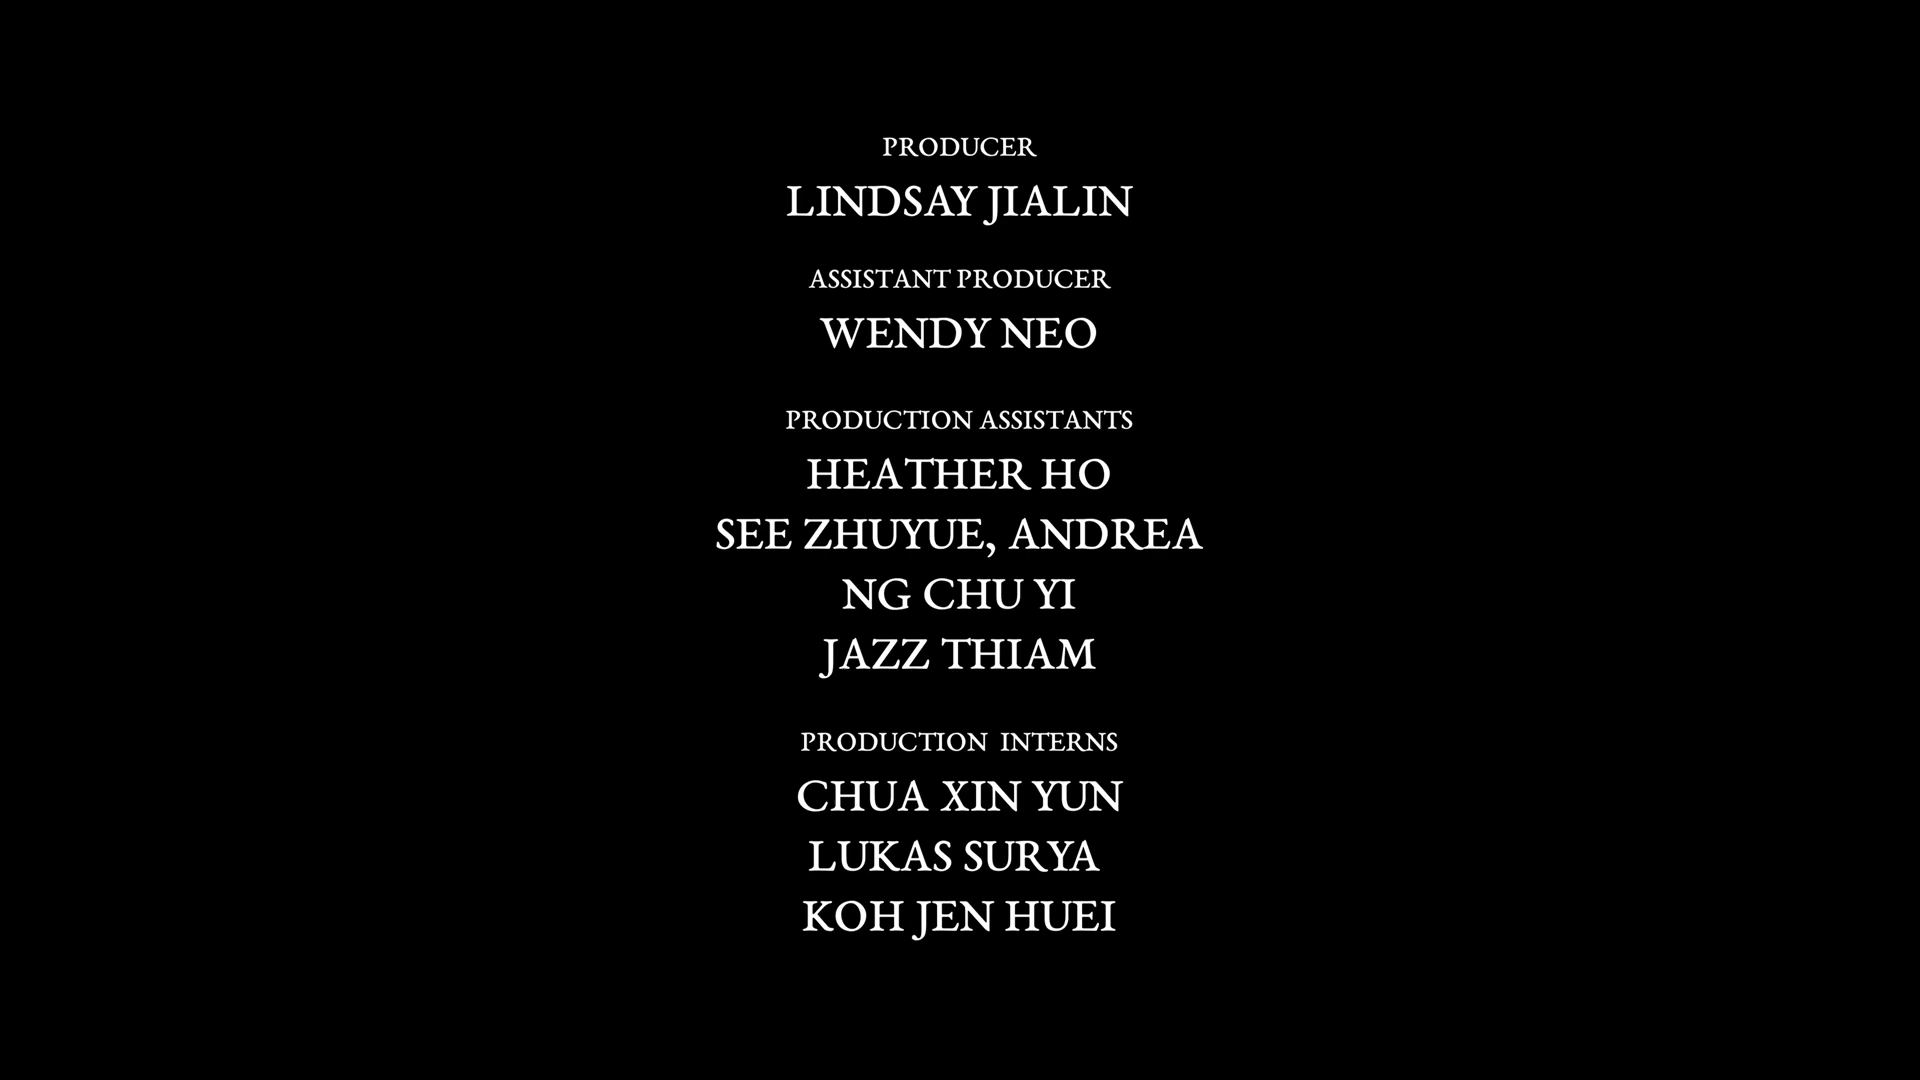 PRODUCER
LINDSAY JIALIN
ASSISTANT PRODUCER
WENDY NEO
PRODUCTION ASSISTANTS
HEATHER HO
SEE ZHUYUE, ANDREA
NG CHU YI
JAZZ THIAM
PRODUCTION INTERNS
CHUA XIN YUN
LUKAS SURYA
KOH JEN HUEI